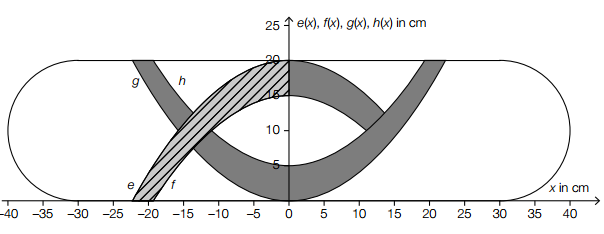 25
e(x), f(x), g(x), h(x) in cm
20
g
h
15
10
5
e
f
x in cm
–40 –35 –30 –25 –20 –15 –10 –5 0 5 10 15 20 25 30 35 40